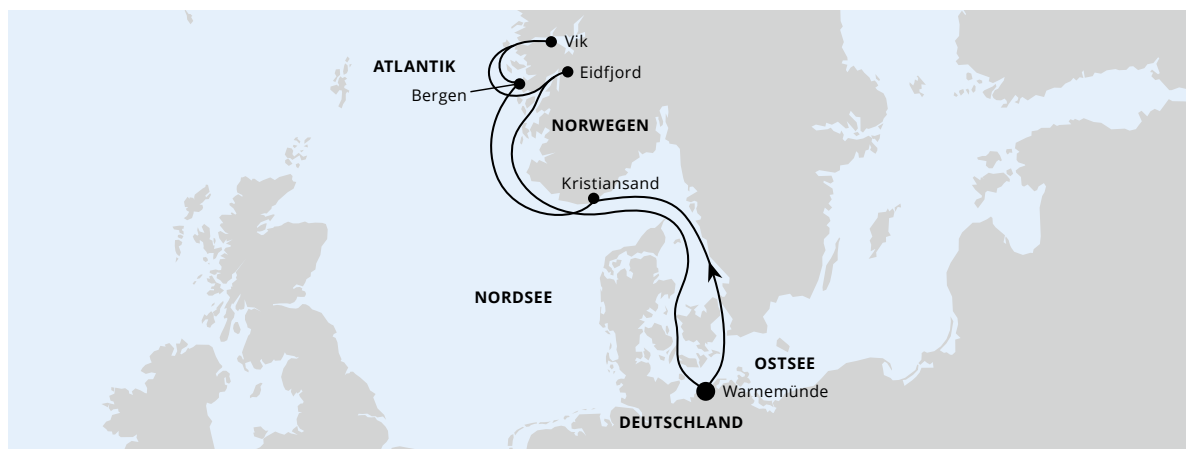 Vik
ATLANTIK
Eidfjord
Bergen
NORWEGEN
Kristiansand
NORDSEE
OSTSEE
Warnemünde
DEUTSCHLAND